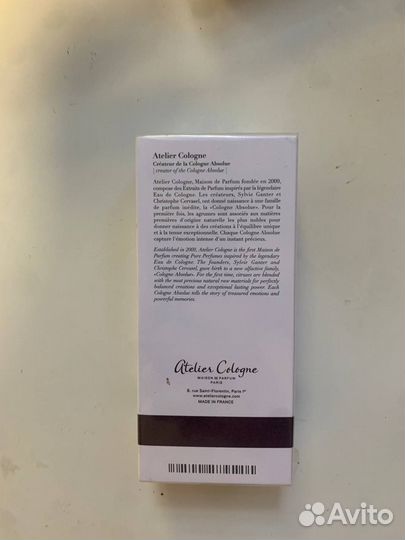 Atelier Cologne
Créateur de la Cologne Absolue
[ creator of the Cologne Absolue ]
Atelier Cologne, Maison de Parfum fondée en 2009,
compose des Extraits de Parfum inspirés par la légendaire
Eau de Cologne. Les créateurs, Sylvie Ganter et
Christophe Cervasel, ont donné naissance à une famille
de parfum inédite, la «Cologne Absolue». Pour la
première fois, les agrumes sont associés aux matières
premières d'origine naturelle les plus nobles pour
donner naissance à des créations à l'équilibre unique
et à la tenue exceptionnelle. Chaque Cologne Absolue
capture l'émotion intense d'un instant précieux.
Established in 2009, Atelier Cologne is the first Maison de
Parfum creating Pure Perfumes inspired by the legendary
Eau de Cologne. The founders, Sylvie Ganter and
Christophe Cervasel, gave birth to a new olfactive family,
«Cologne Absolue». For the first time, citruses are blended
with the most precious natural raw materials for perfectly
balanced creations and exceptional lasting power. Each
Cologne Absolue tells the story of treasured emotions and
powerful memories.
Atelier Cologne
MAISON DE PARFUM
PARIS
8, rue Saint-Florentin, Paris 1er
www.ateliercologne.com
MADE IN FRANCE
Avito